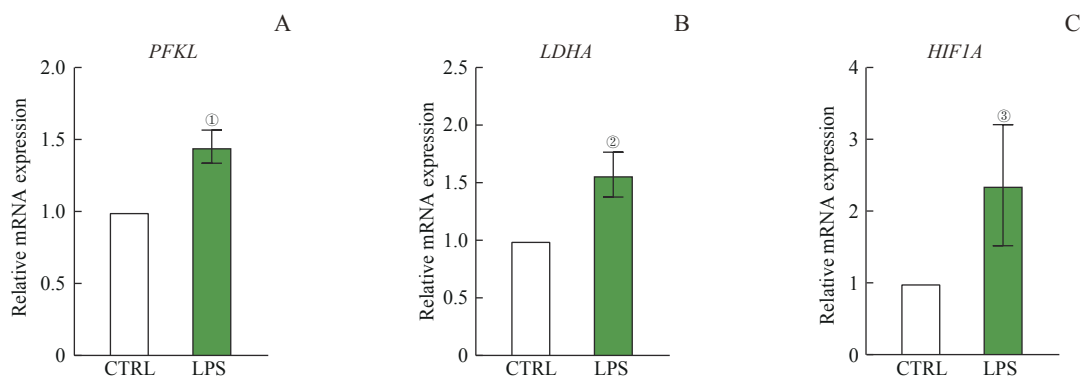 A
PFKL
Relative mRNA expression
2.0
1.5
1.0
0.5
0
①
CTRL LPS
B
LDHA
Relative mRNA expression
2.5
2.0
1.5
1.0
0.5
0
②
CTRL LPS
C
HIF1A
Relative mRNA expression
4
3
2
1
0
③
CTRL LPS